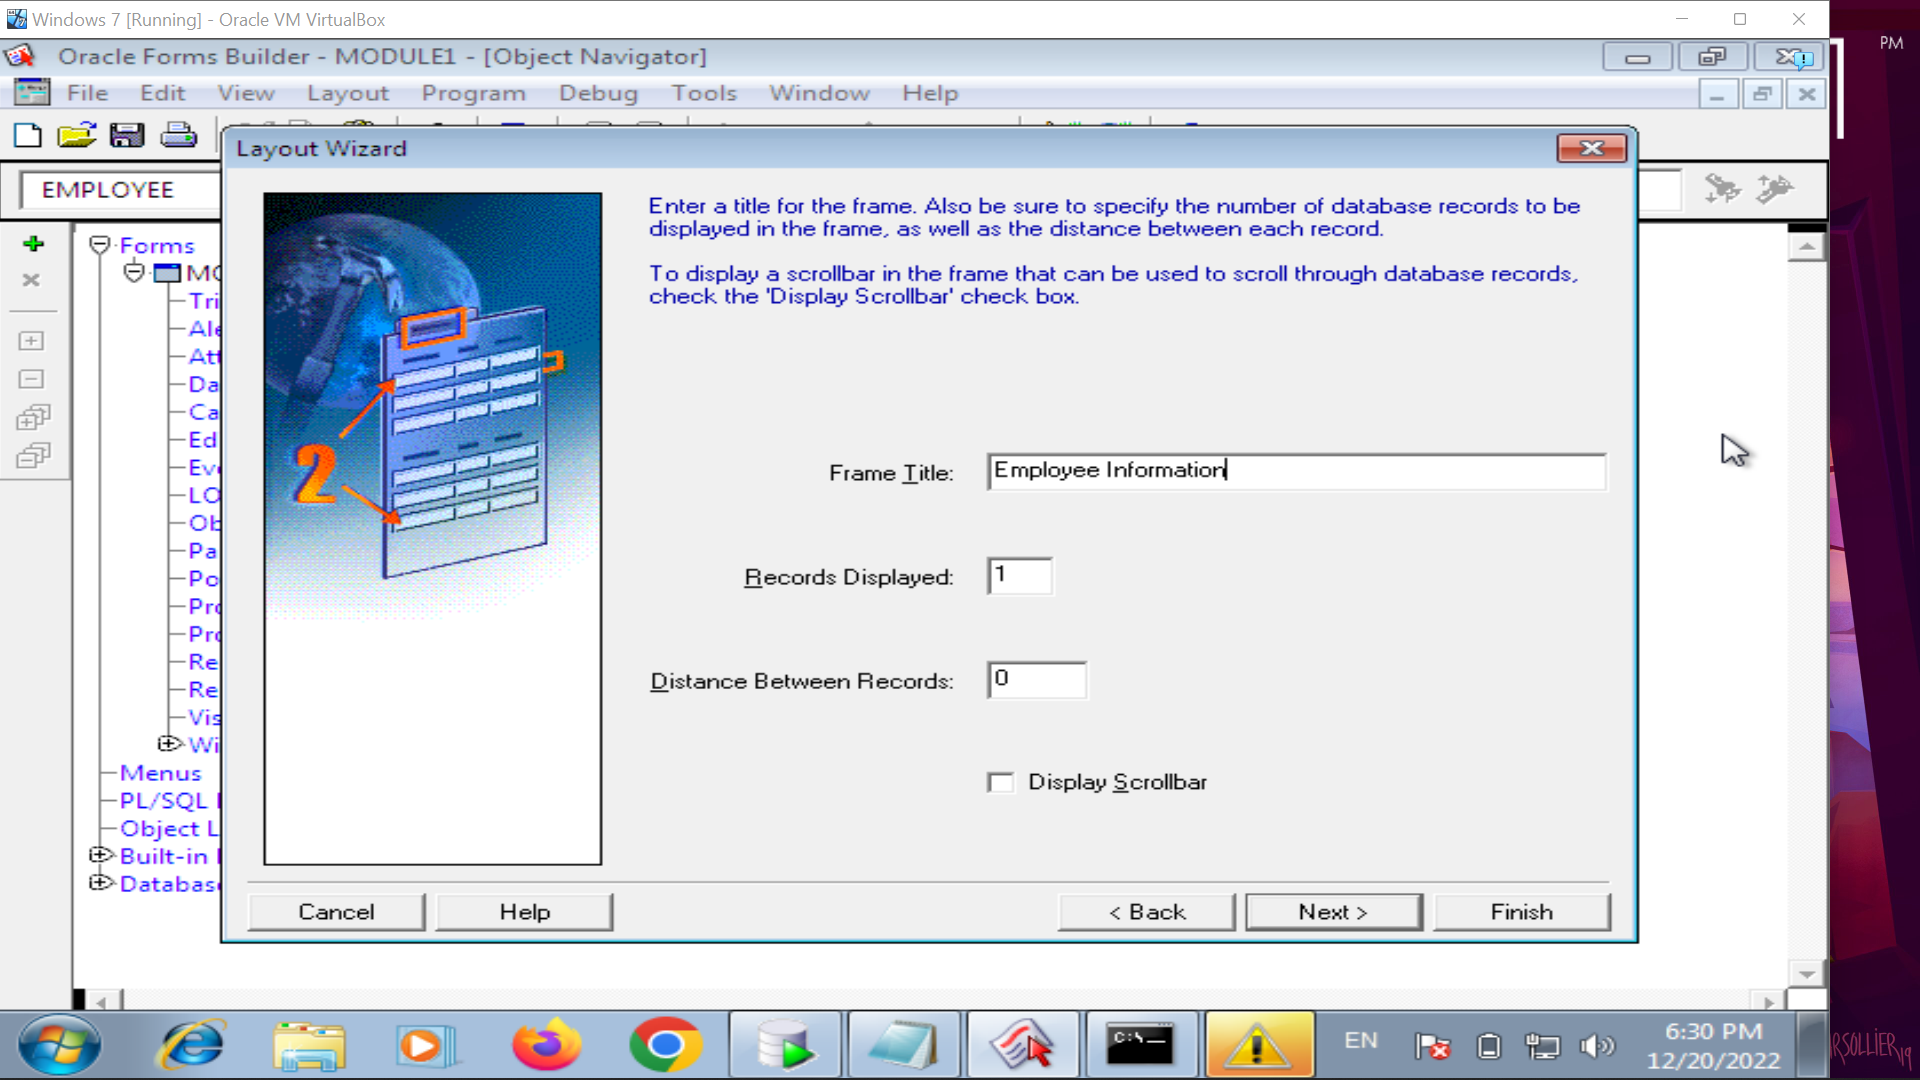 Windows 7 [Running] - Oracle VM VirtualBox
PM
Oracle Forms Builder - MODULE1 - [Object Navigator]
File Edit View Layout Program Debug Tools Window Help
Layout Wizard
EMPLOYEE
Enter a title for the frame. Also be sure to specify the number of database records to be
displayed in the frame, as well as the distance between each record.
To display a scrollbar in the frame that can be used to scroll through database records,
check the 'Display Scrollbar' check box.
2
Forms
MO
Tri
Ale
Att
Da
Ca
Ed
Eve
LO
Ob
Pa
Po
Pro
Pro
Re
Re
Vis
Wi
Menus
PL/SQL
Object L
Built-in
Databas
Frame Title: Employee Information
Records Displayed: 1
Distance Between Records: 0
Display Scrollbar
Cancel Help < Back Next > Finish
C:\_
EN
6:30 PM
12/20/2022
RSOLLIER19